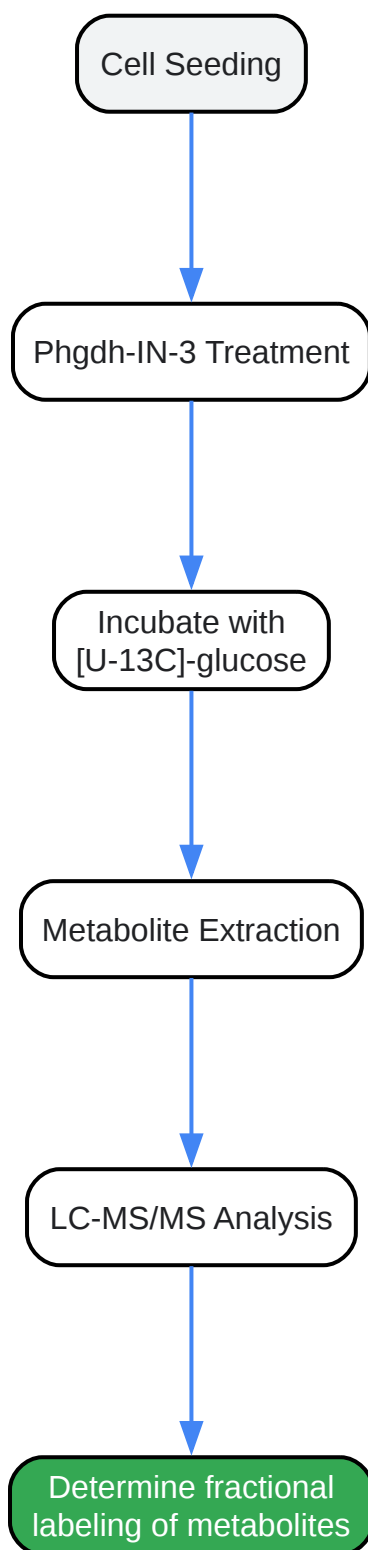 Cell Seeding
Phgdh-IN-3 Treatment
Incubate with
[U-13C]-glucose
Metabolite Extraction
LC-MS/MS Analysis
Determine fractional
labeling of metabolites